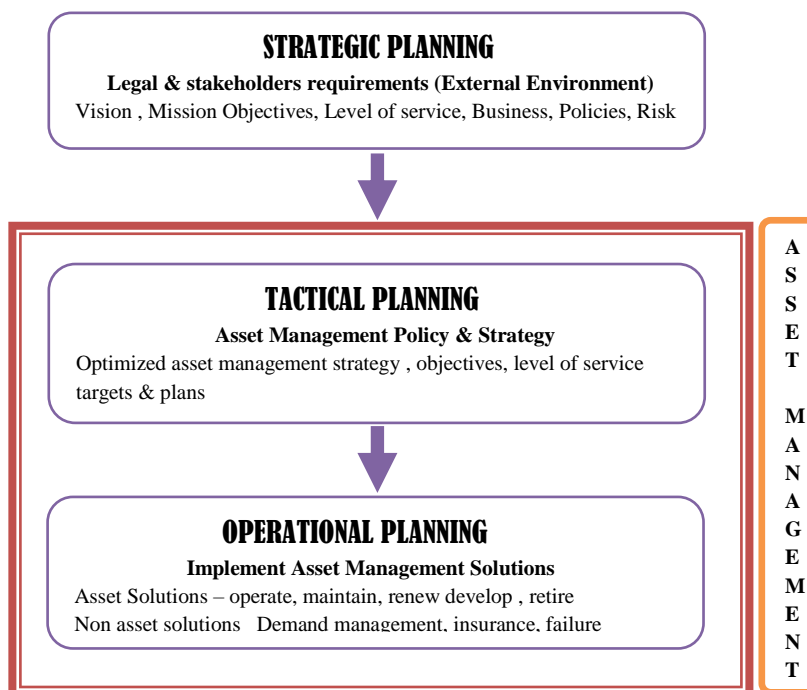 STRATEGIC PLANNING
Legal & stakeholders requirements (External Environment)
Vision , Mission Objectives, Level of service, Business, Policies, Risk
TACTICAL PLANNING
Asset Management Policy & Strategy
Optimized asset management strategy , objectives, level of service
targets & plans
OPERATIONAL PLANNING
Implement Asset Management Solutions
Asset Solutions – operate, maintain, renew develop , retire
Non asset solutions Demand management, insurance, failure
ASSET MANAGEMENT